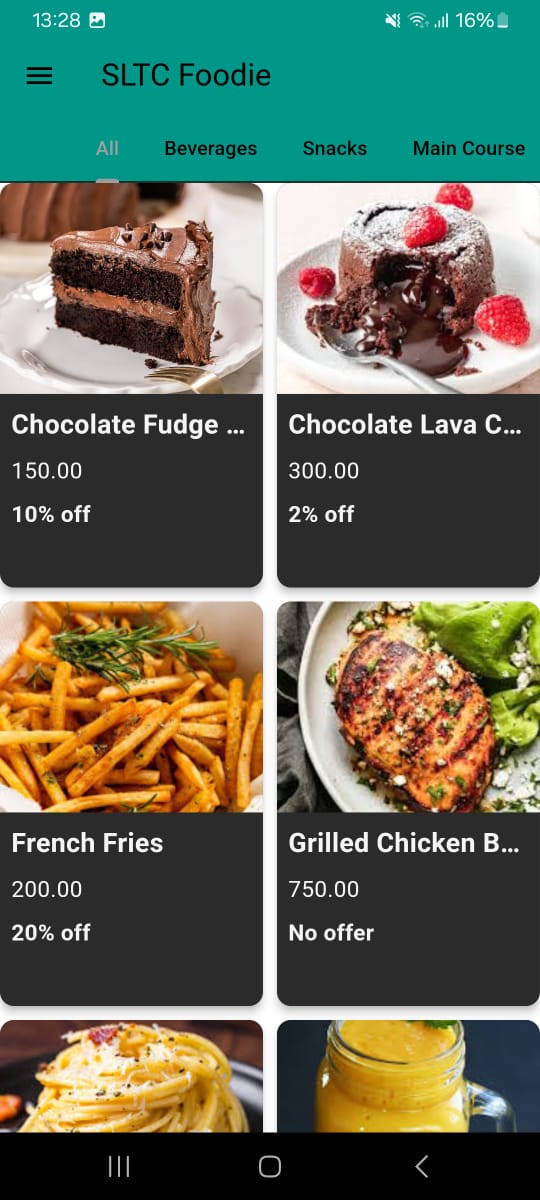 13:28 16%
SLTC Foodie
All Beverages Snacks Main Course
Chocolate Fudge ... Chocolate Lava C...
150.00 300.00
10% off 2% off
French Fries Grilled Chicken B...
200.00 750.00
20% off No offer